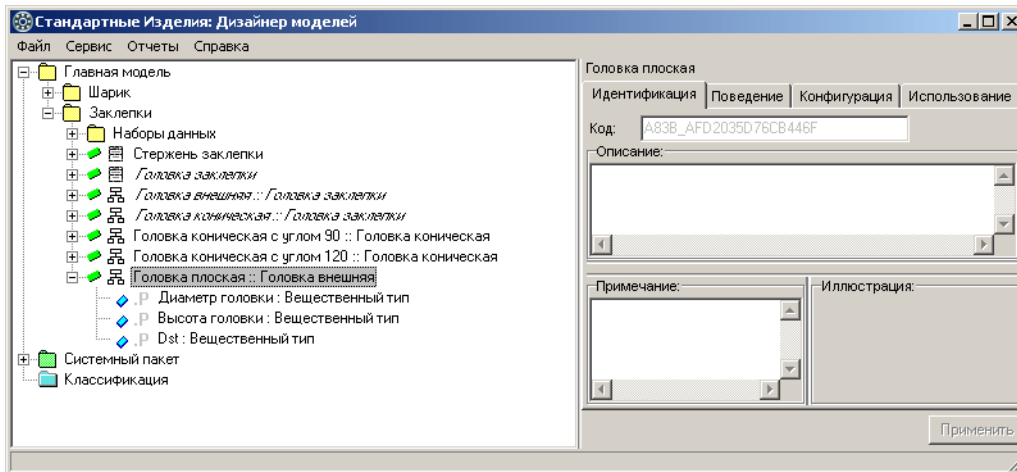 Стандартные Изделия: Дизайнер моделей
Файл Сервис Отчеты Справка
Главная модель
Шарик
Заклепки
Наборы данных
Стержень заклепки
Головка заклепки
Головка внешняя :: Головка заклепки
Головка коническая :: Головка заклепки
Головка коническая с углом 90 :: Головка коническая
Головка коническая с углом 120 :: Головка коническая
Головка плоская :: Головка внешняя
.P Диаметр головки : Вещественный тип
.P Высота головки : Вещественный тип
.P Dst : Вещественный тип
Системный пакет
Классификация
Головка плоская
Идентификация Поведение Конфигурация Использование
Код: A83B_AFD2035D76CB446F
Описание:
Примечание: Иллюстрация:
Применить